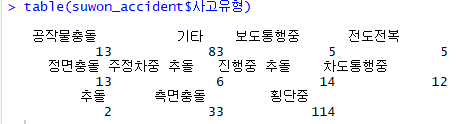 > table(suwon_accident$사고유형)
공작물충돌 기타 보도통행중 전도전복
13 83 5 5
정면충돌 주정차중 추돌 진행중 추돌 차도통행중
13 6 14 12
추돌 측면충돌 횡단중
2 33 114